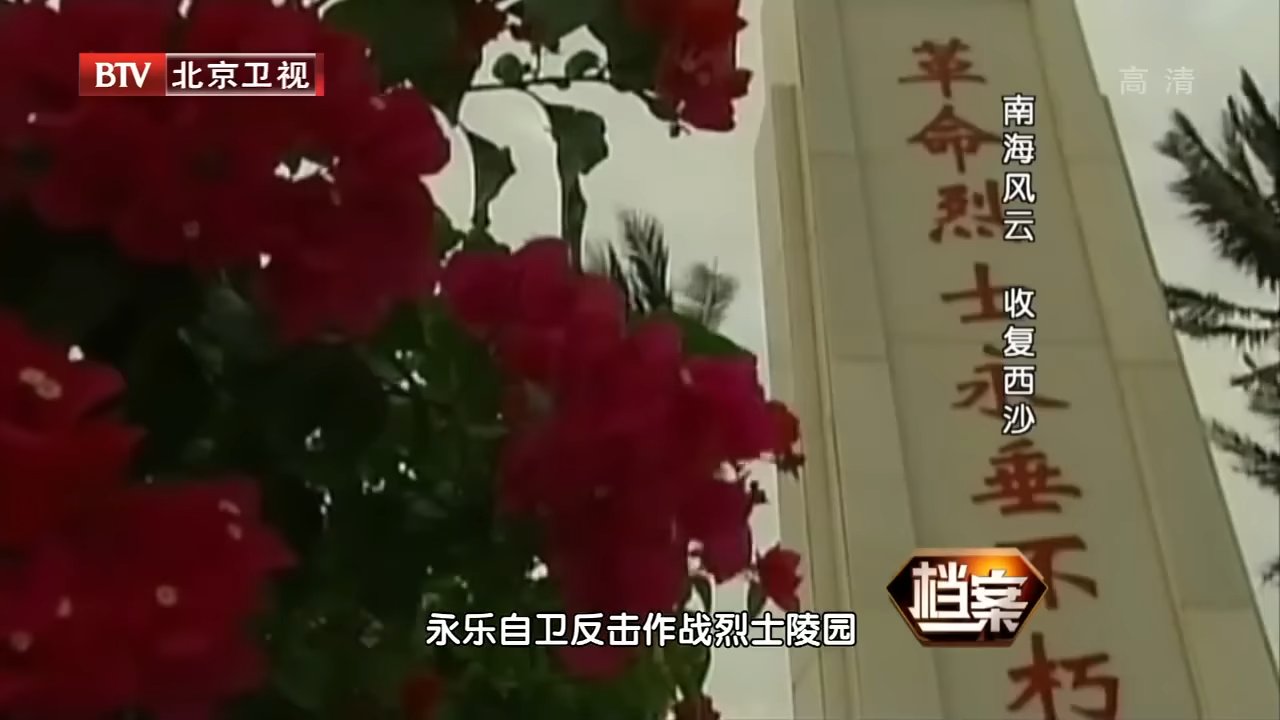 BTV 北京卫视
高清
革命烈士永垂不朽
南海风云 收复西沙
档案
永乐自卫反击作战烈士陵园